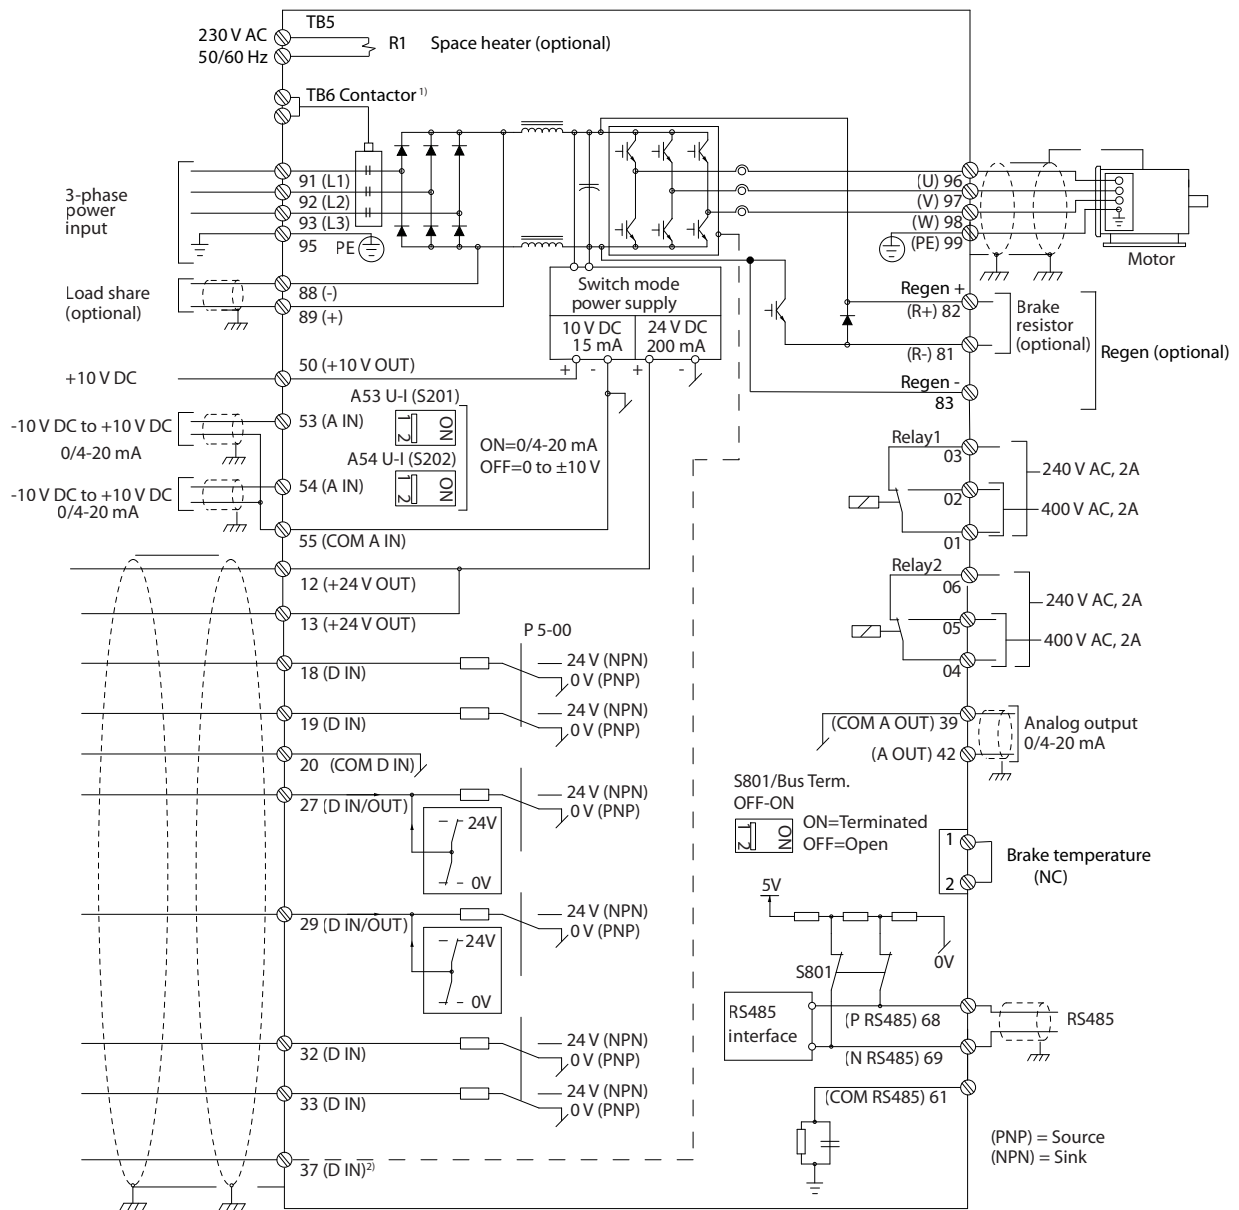 TB5
230 V AC
50/60 Hz
R1
Space heater (optional)
TB6 Contactor 1)
3-phase
power
input
91 (L1)
92 (L2)
93 (L3)
95
PE
(U) 96
(V) 97
(W) 98
(PE) 99
Motor
Load share
(optional)
88 (-)
89 (+)
Switch mode
power supply
10 V DC
15 mA
24 V DC
200 mA
+
-
+
-
Regen +
(R+) 82
Brake
resistor
(optional)
(R-) 81
Regen (optional)
Regen -
83
+10 V DC
50 (+10 V OUT)
A53 U-I (S201)
1 2
ON
-10 V DC to +10 V DC
0/4-20 mA
53 (A IN)
ON=0/4-20 mA
OFF=0 to ±10 V
A54 U-I (S202)
1 2
ON
-10 V DC to +10 V DC
0/4-20 mA
54 (A IN)
55 (COM A IN)
Relay1
03
240 V AC, 2A
02
400 V AC, 2A
01
12 (+24 V OUT)
13 (+24 V OUT)
Relay2
06
240 V AC, 2A
05
400 V AC, 2A
04
P 5-00
18 (D IN)
24 V (NPN)
0 V (PNP)
19 (D IN)
24 V (NPN)
0 V (PNP)
20 (COM D IN)
27 (D IN/OUT)
24 V (NPN)
0 V (PNP)
24V
0V
29 (D IN/OUT)
24 V (NPN)
0 V (PNP)
24V
0V
32 (D IN)
24 V (NPN)
0 V (PNP)
33 (D IN)
24 V (NPN)
0 V (PNP)
37 (D IN) 2)
(COM A OUT) 39
(A OUT) 42
Analog output
0/4-20 mA
S801/Bus Term.
OFF-ON
1 2
ON
ON=Terminated
OFF=Open
1
2
Brake temperature
(NC)
5V
0V
S801
RS485
interface
(P RS485) 68
(N RS485) 69
RS485
(COM RS485) 61
(PNP) = Source
(NPN) = Sink